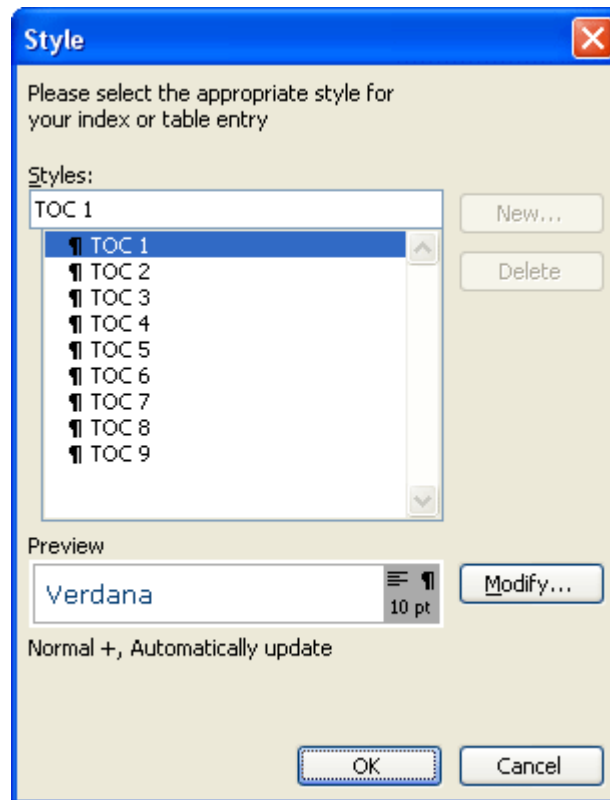 Style
Please select the appropriate style for
your index or table entry
Styles:
TOC 1
New...
¶ TOC 1
Delete
¶ TOC 2
¶ TOC 3
¶ TOC 4
¶ TOC 5
¶ TOC 6
¶ TOC 7
¶ TOC 8
¶ TOC 9
Preview
Verdana
¶
10 pt
Modify...
Normal +, Automatically update
OK
Cancel